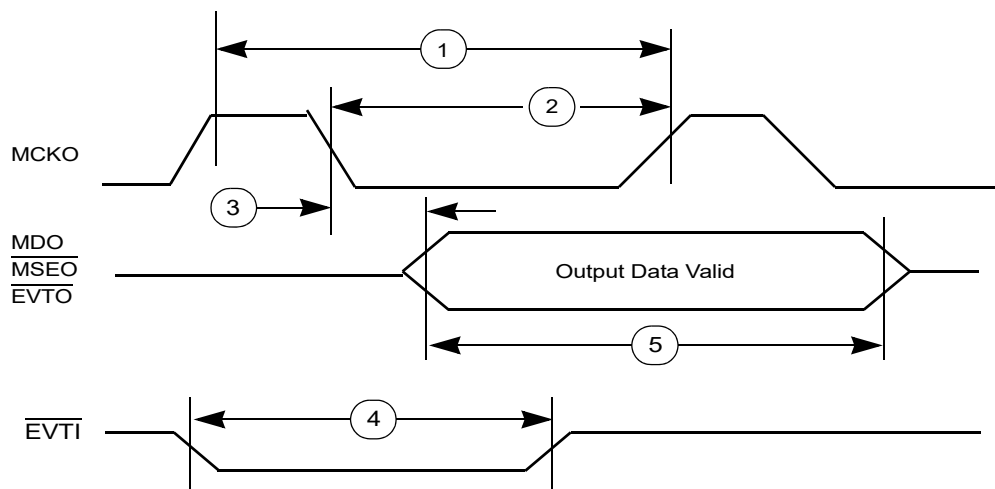 1
2
MCKO
3
MDO
MSEO
EVTO
Output Data Valid
5
EVTI
4